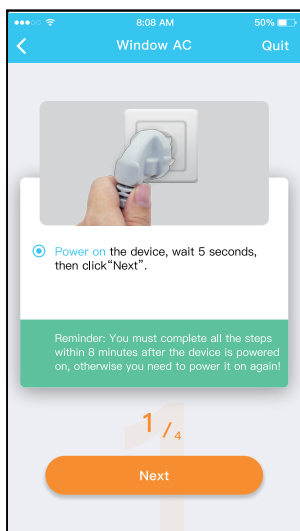 8:08 AM
50%
Window AC
Quit
Power on the device, wait 5 seconds,
then click“Next”.
Reminder: You must complete all the steps
within 8 minutes after the device is powered
on, otherwise you need to power it on again!
1/4
Next